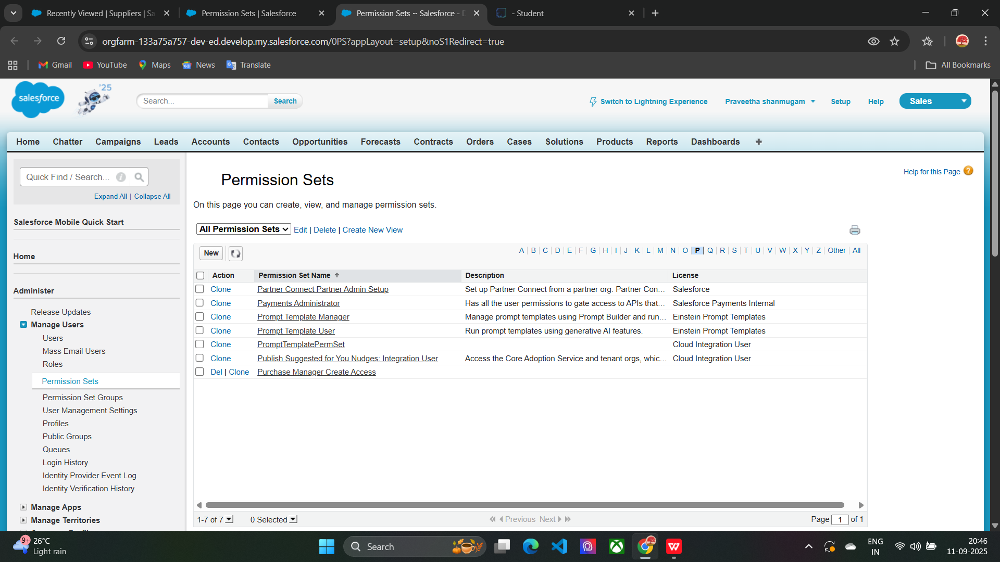 Recently Viewed | Suppliers | Sa
Permission Sets | Salesforce
Permission Sets ~ Salesforce - D
- Student
orgfarm-133a75a757-dev-ed.develop.my.salesforce.com/0PS?appLayout=setup&noS1Redirect=true
Gmail
YouTube
Maps
News
Translate
All Bookmarks
salesforce
'25
Search...
Search
Switch to Lightning Experience
Praveetha shanmugam
Setup
Help
Sales
Home Chatter Campaigns Leads Accounts Contacts Opportunities Forecasts Contracts Orders Cases Solutions Products Reports Dashboards +
Quick Find / Search...
Expand All | Collapse All
Salesforce Mobile Quick Start
Home
Administer
Release Updates
Manage Users
Users
Mass Email Users
Roles
Permission Sets
Permission Set Groups
User Management Settings
Profiles
Public Groups
Queues
Login History
Identity Provider Event Log
Identity Verification History
Manage Apps
Manage Territories
Permission Sets
Help for this Page ?
On this page you can create, view, and manage permission sets.
All Permission Sets Edit | Delete | Create New View
New
A | B | C | D | E | F | G | H | I | J | K | L | M | N | O | P | Q | R | S | T | U | V | W | X | Y | Z | Other | All
Action Permission Set Name ↑ Description License
Clone Partner Connect Partner Admin Setup Set up Partner Connect from a partner org. Partner Con... Salesforce
Clone Payments Administrator Has all the user permissions to gate access to APIs that... Salesforce Payments Internal
Clone Prompt Template Manager Manage prompt templates using Prompt Builder and run... Einstein Prompt Templates
Clone Prompt Template User Run prompt templates using generative AI features. Einstein Prompt Templates
Clone PromptTemplatePermSet Cloud Integration User
Clone Publish Suggested for You Nudges: Integration User Access the Core Adoption Service and tenant orgs, whic... Cloud Integration User
Del | Clone Purchase Manager Create Access
1-7 of 7
0 Selected
Previous Next
Page 1 of 1
9+
26°C
Light rain
Search
ENG
IN
20:46
11-09-2025